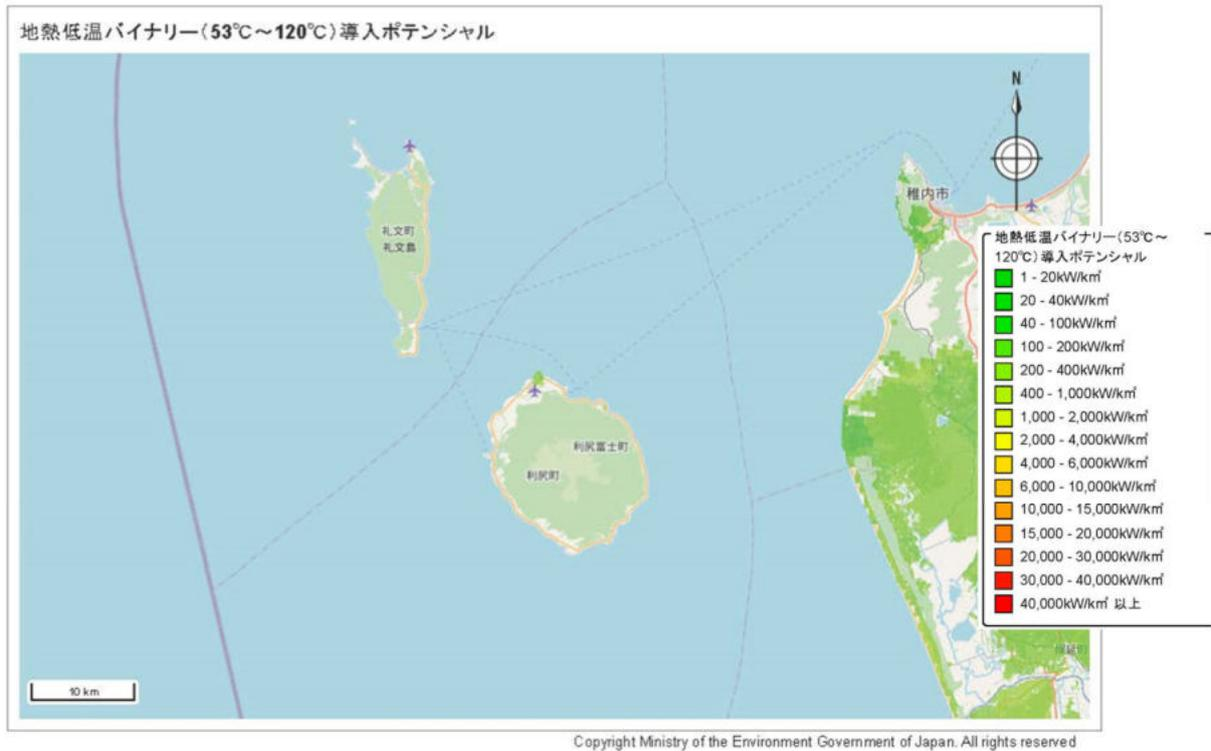 地熱低温バイナリー(53℃～120℃)導入ポテンシャル
N
稚内市
礼文町
礼文島
利尻富士町
利尻町
地熱低温バイナリー(53℃～
120℃)導入ポテンシャル
1 - 20kW/k㎡
20 - 40kW/k㎡
40 - 100kW/k㎡
100 - 200kW/k㎡
200 - 400kW/k㎡
400 - 1,000kW/k㎡
1,000 - 2,000kW/k㎡
2,000 - 4,000kW/k㎡
4,000 - 6,000kW/k㎡
6,000 - 10,000kW/k㎡
10,000 - 15,000kW/k㎡
15,000 - 20,000kW/k㎡
20,000 - 30,000kW/k㎡
30,000 - 40,000kW/k㎡
40,000kW/k㎡ 以上
10 km
Copyright Ministry of the Environment Government of Japan. All rights reserved